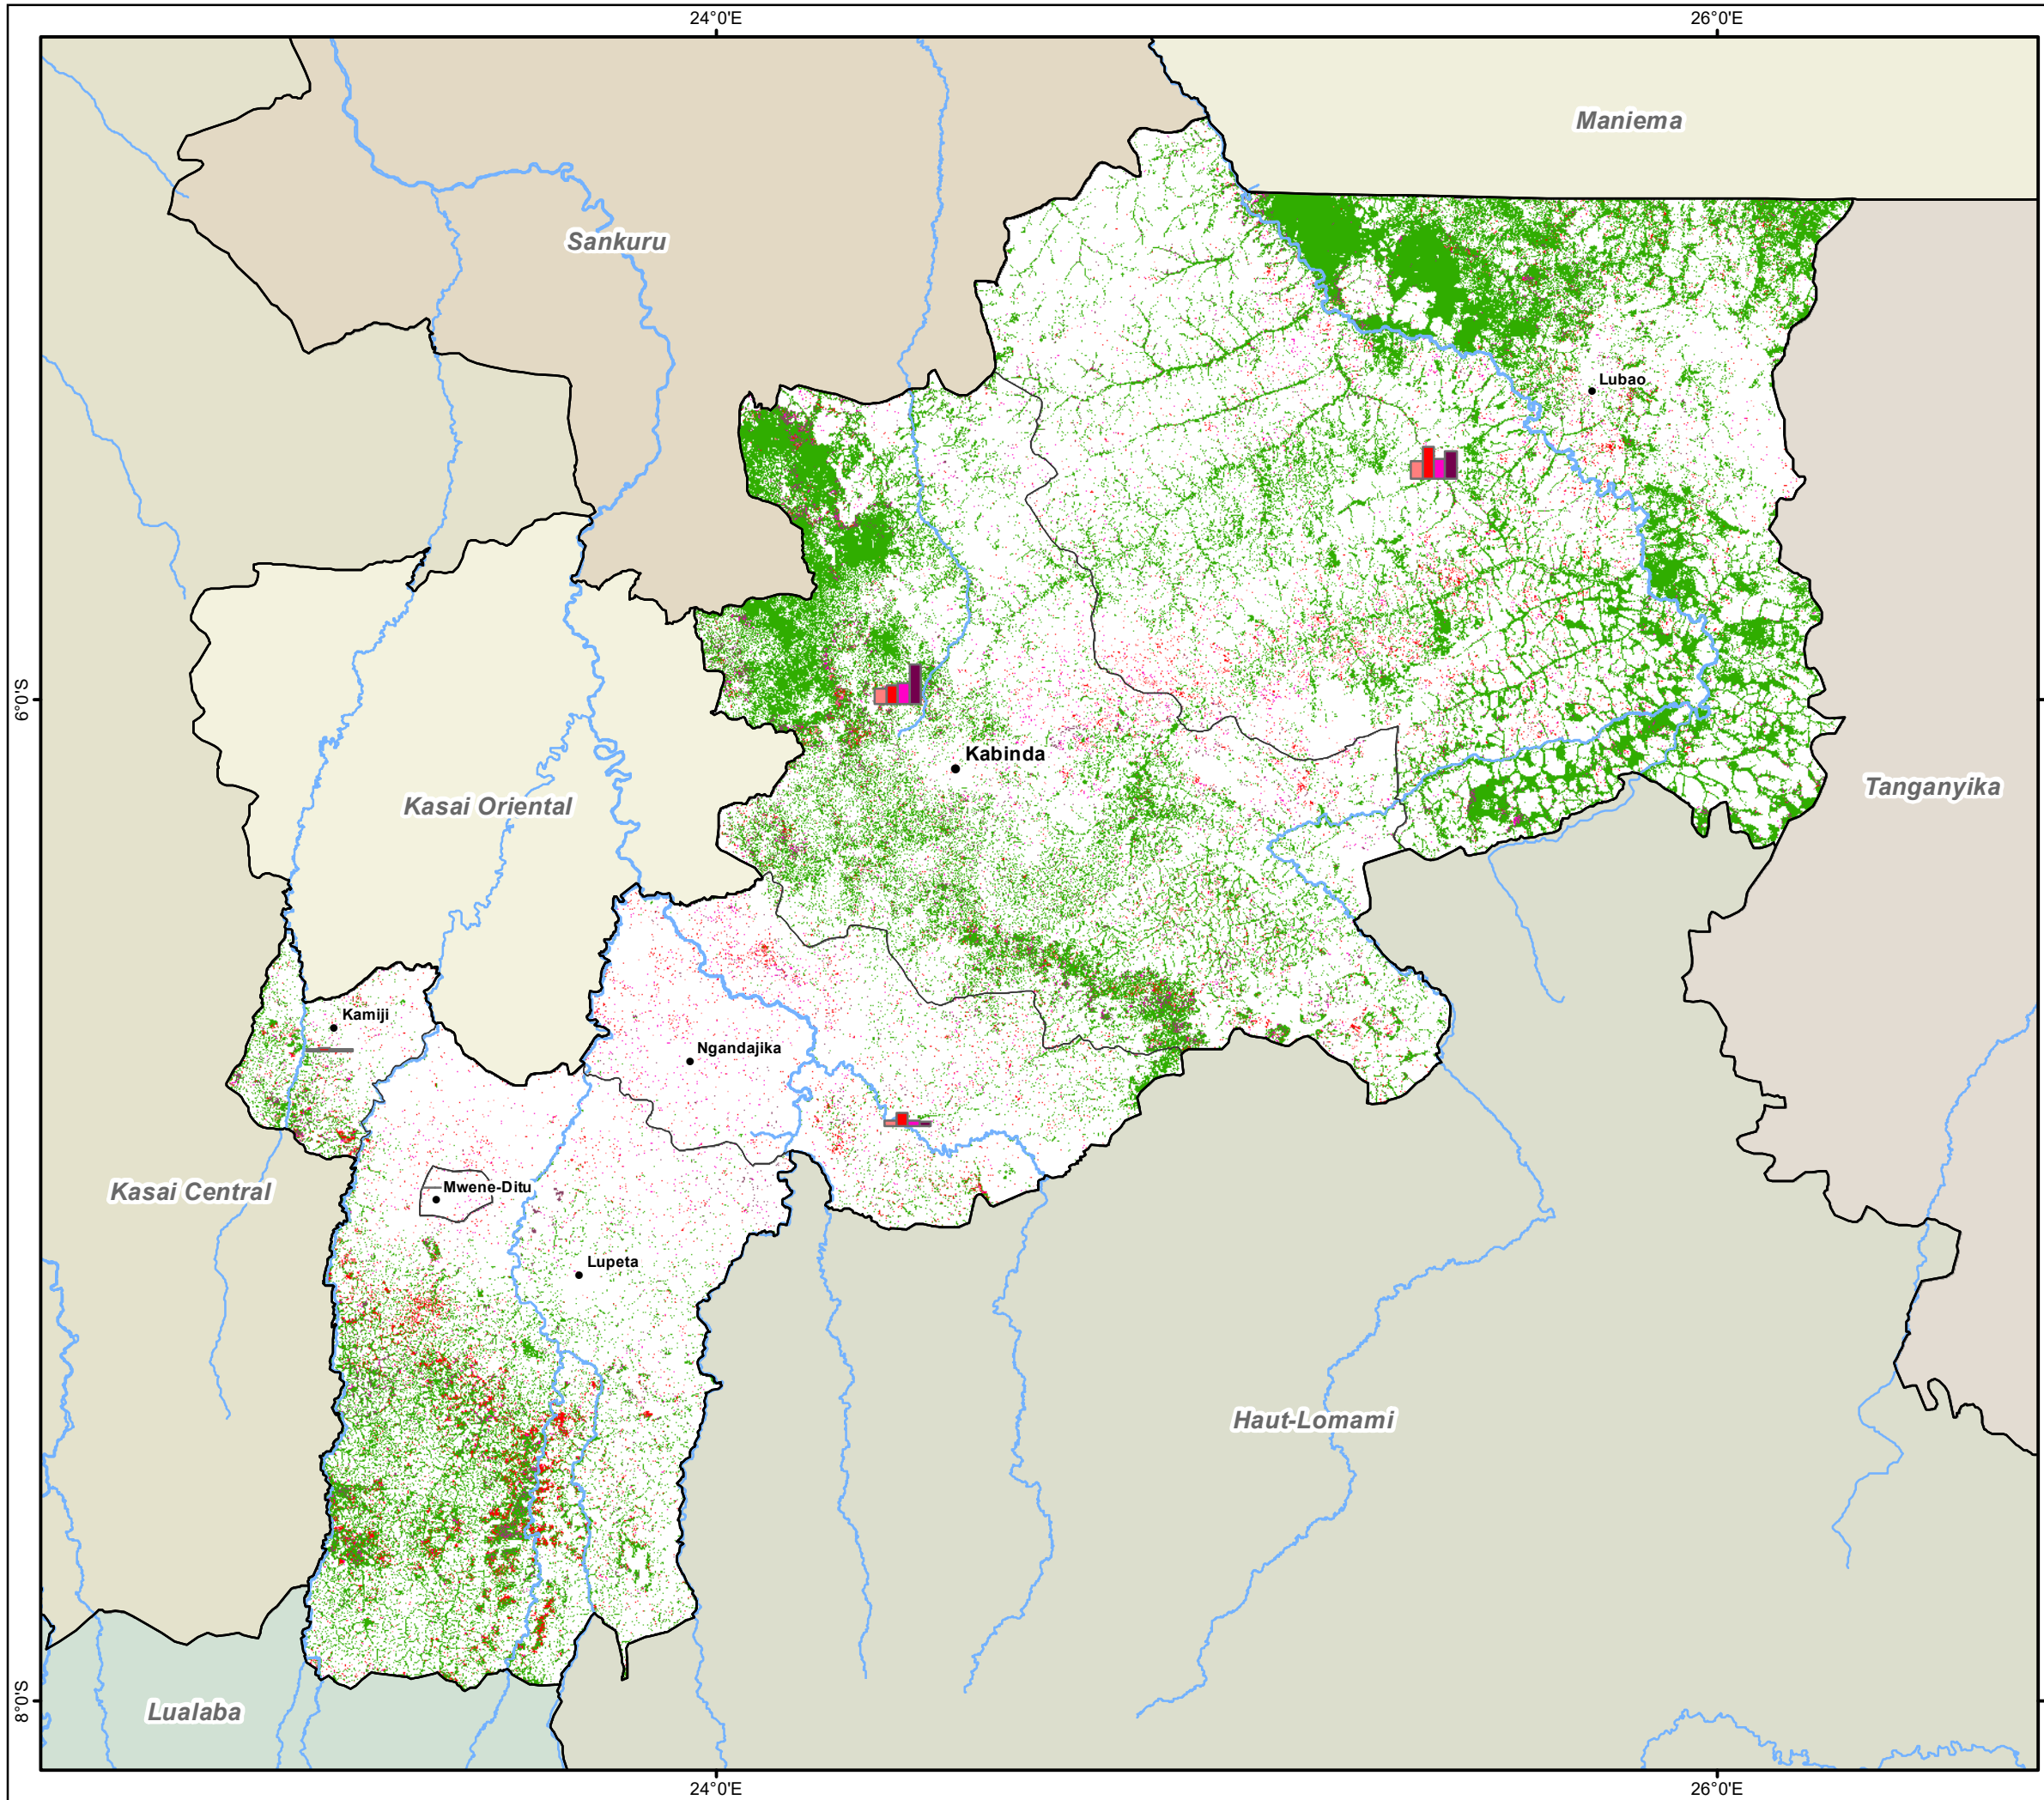 24°0'E
26°0'E
Maniema
Sankuru
Lubao
6°0'S
Kabinda
Tanganyika
Kasai Oriental
Kamiji
Ngandajika
Kasai Central
Mwene-Ditu
Lupeta
Haut-Lomami
8°0'S
Lualaba
24°0'E
26°0'E